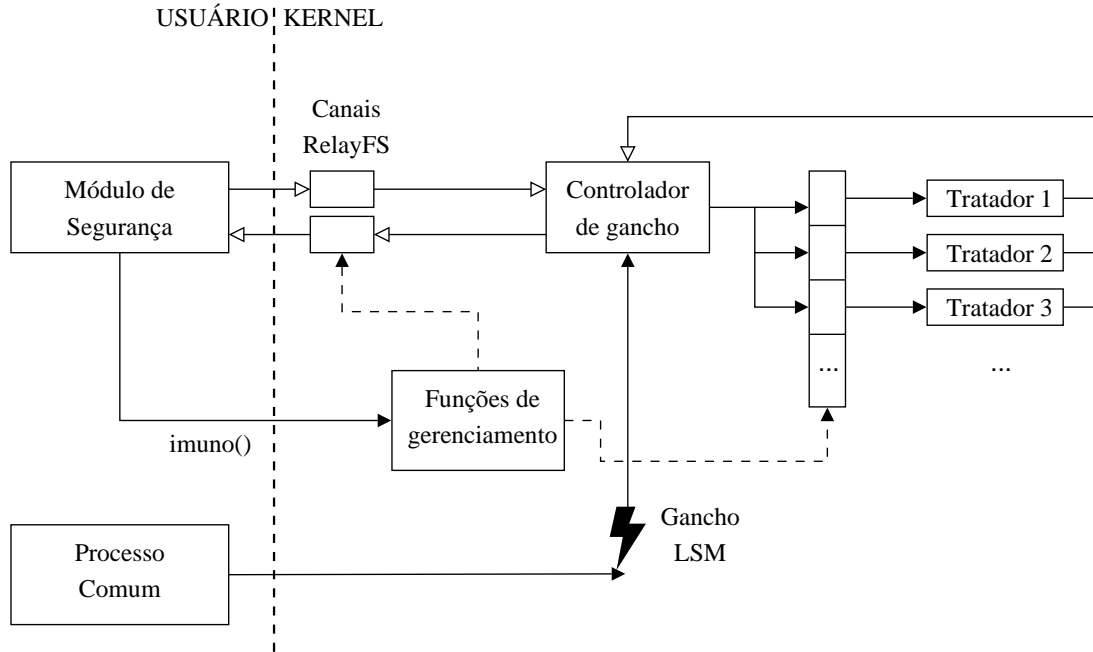 USUÁRIO KERNEL
Canais
RelayFS
Módulo de
Segurança
Controlador
de gancho
Tratador 1
Tratador 2
Tratador 3
...
...
Funções de
gerenciamento
imuno()
Gancho
LSM
Processo
Comum